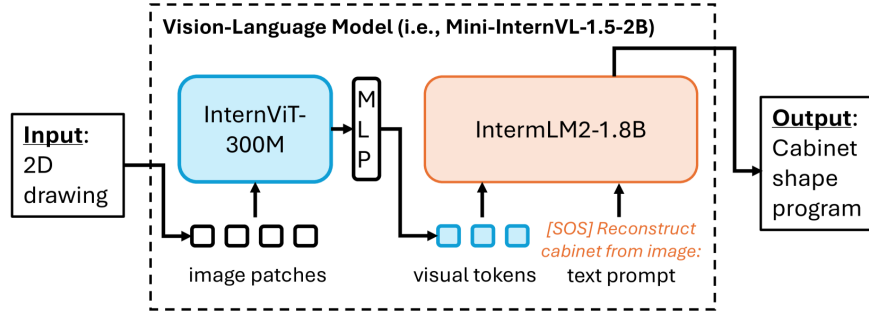 Vision-Language Model (i.e., Mini-InternVL-1.5-2B)
Input:
2D
drawing
InternViT-
300M
M
L
P
IntermLM2-1.8B
Output:
Cabinet
shape
program
image patches
visual tokens
[SOS] Reconstruct
cabinet from image:
text prompt